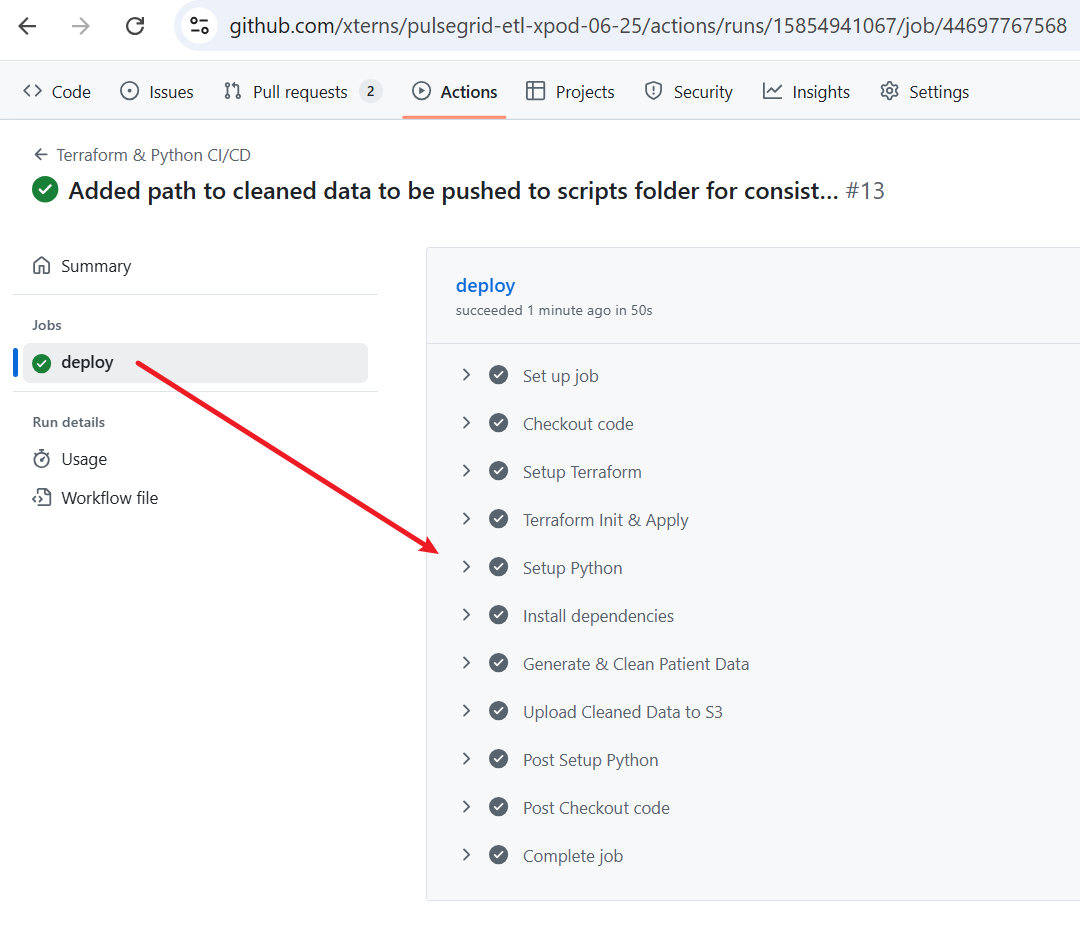 github.com/xterns/pulsegrid-etl-xpod-06-25/actions/runs/15854941067/job/44697767568
Code Issues Pull requests 2 Actions Projects Security Insights Settings
Terraform & Python CI/CD
Added path to cleaned data to be pushed to scripts folder for consist... #13
Summary
Jobs
deploy
Run details
Usage
Workflow file
deploy
succeeded 1 minute ago in 50s
Set up job
Checkout code
Setup Terraform
Terraform Init & Apply
Setup Python
Install dependencies
Generate & Clean Patient Data
Upload Cleaned Data to S3
Post Setup Python
Post Checkout code
Complete job